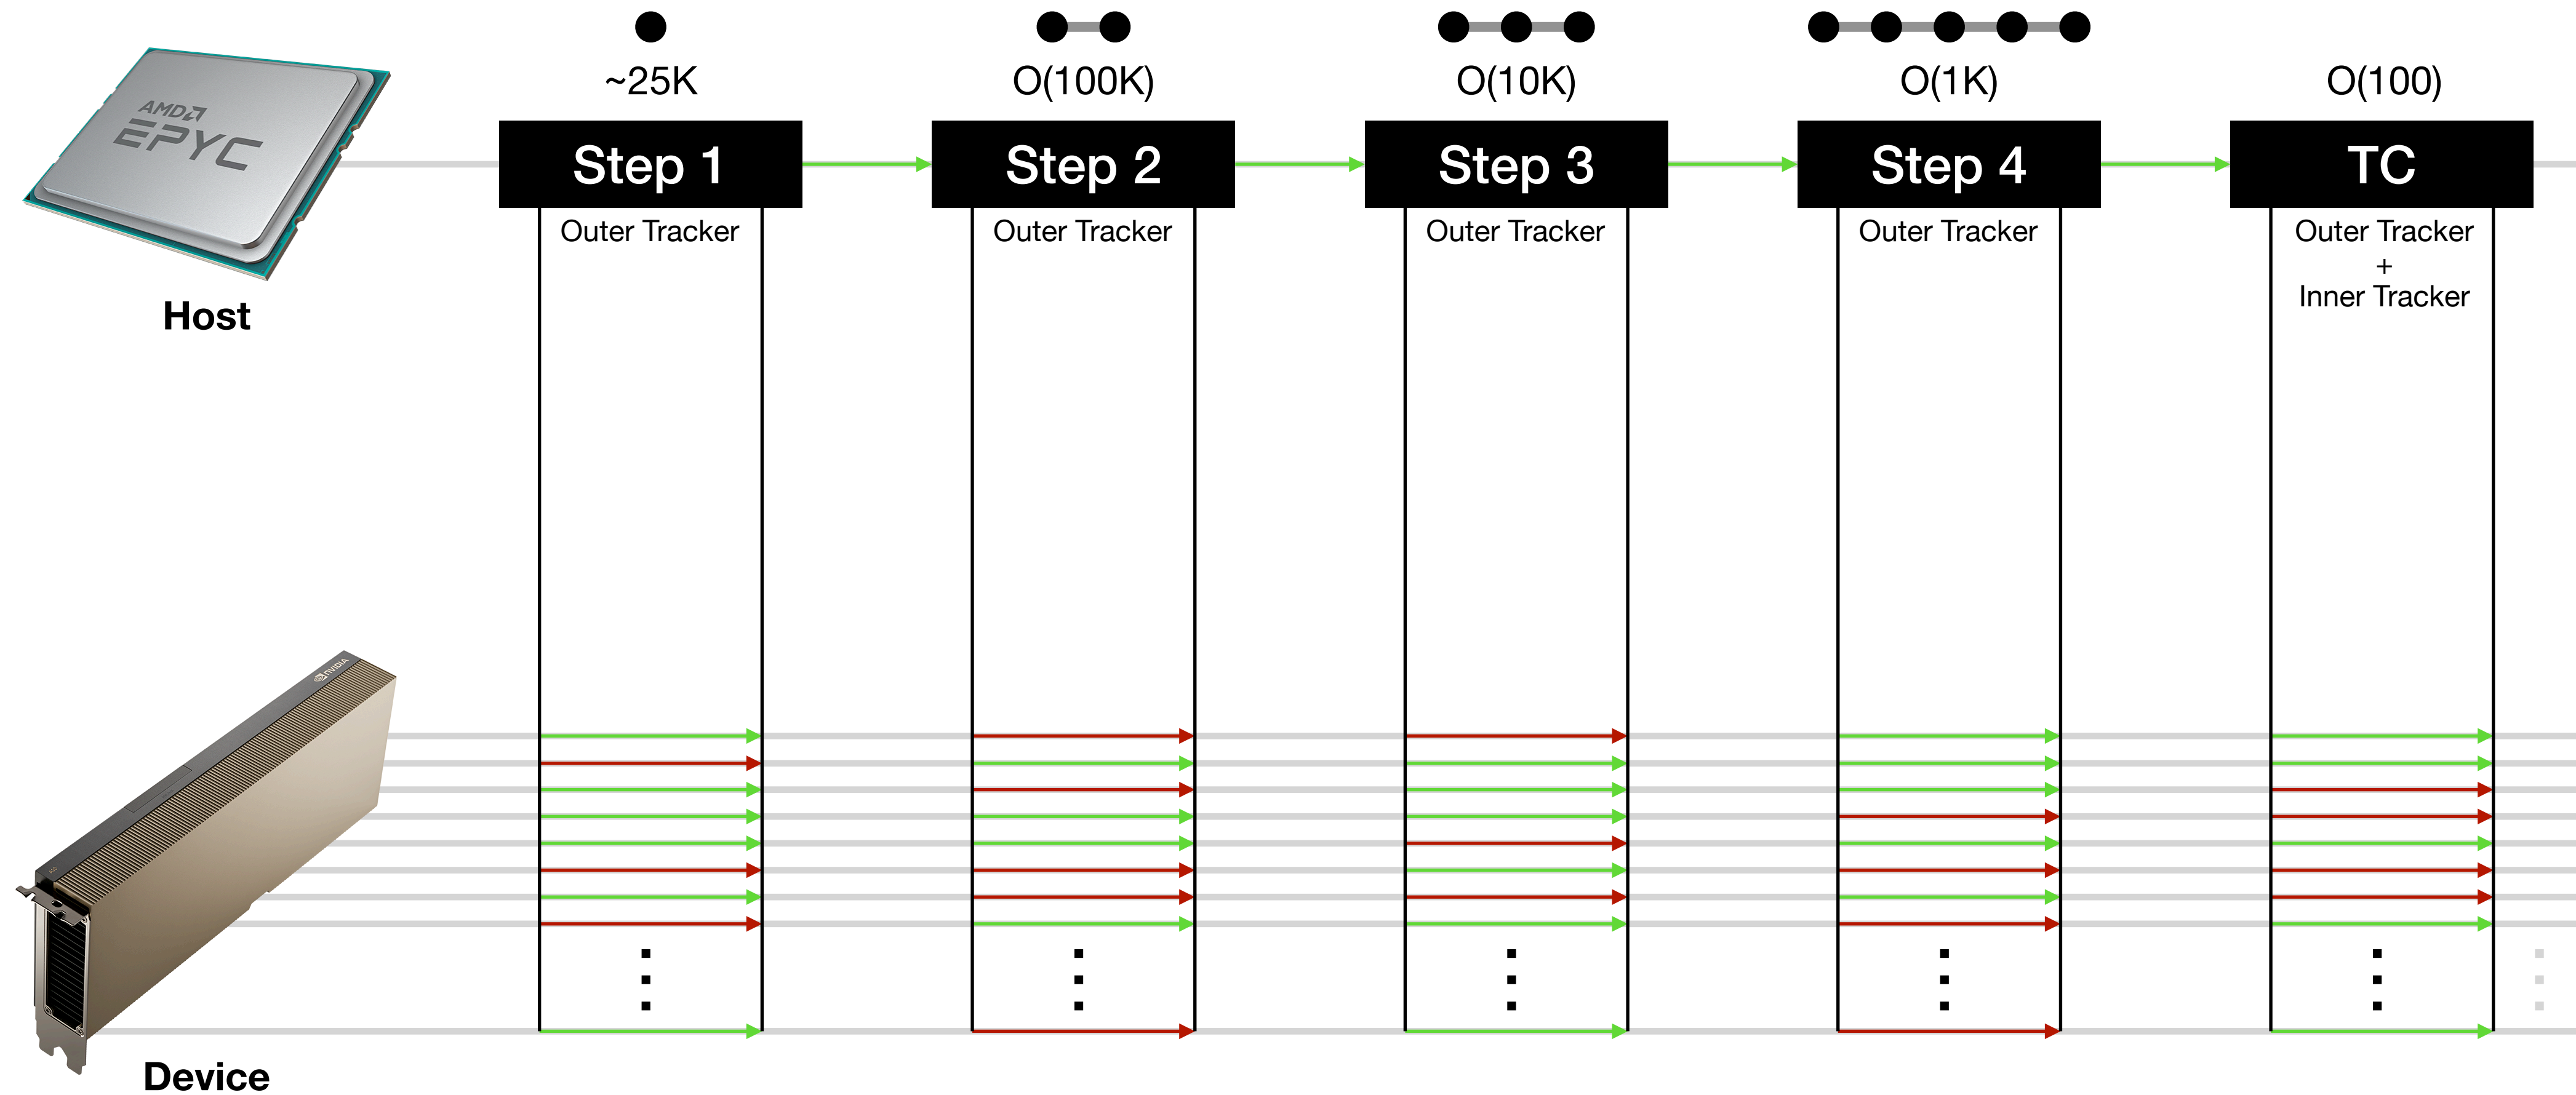 ~25K
O(100K)
O(10K)
O(1K)
O(100)
AMD
EPYC
Step 1
Step 2
Step 3
Step 4
TC
Outer Tracker
Outer Tracker
Outer Tracker
Outer Tracker
Outer Tracker
+
Inner Tracker
Host
NVIDIA
Device